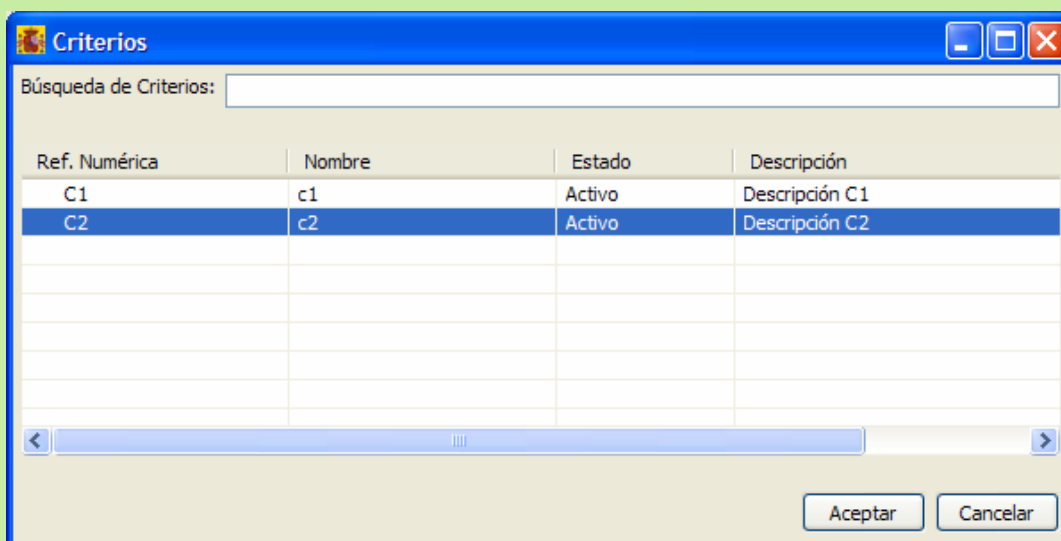 Criterios
Búsqueda de Criterios:
Ref. Numérica Nombre Estado Descripción
C1 c1 Activo Descripción C1
C2 c2 Activo Descripción C2
Aceptar Cancelar